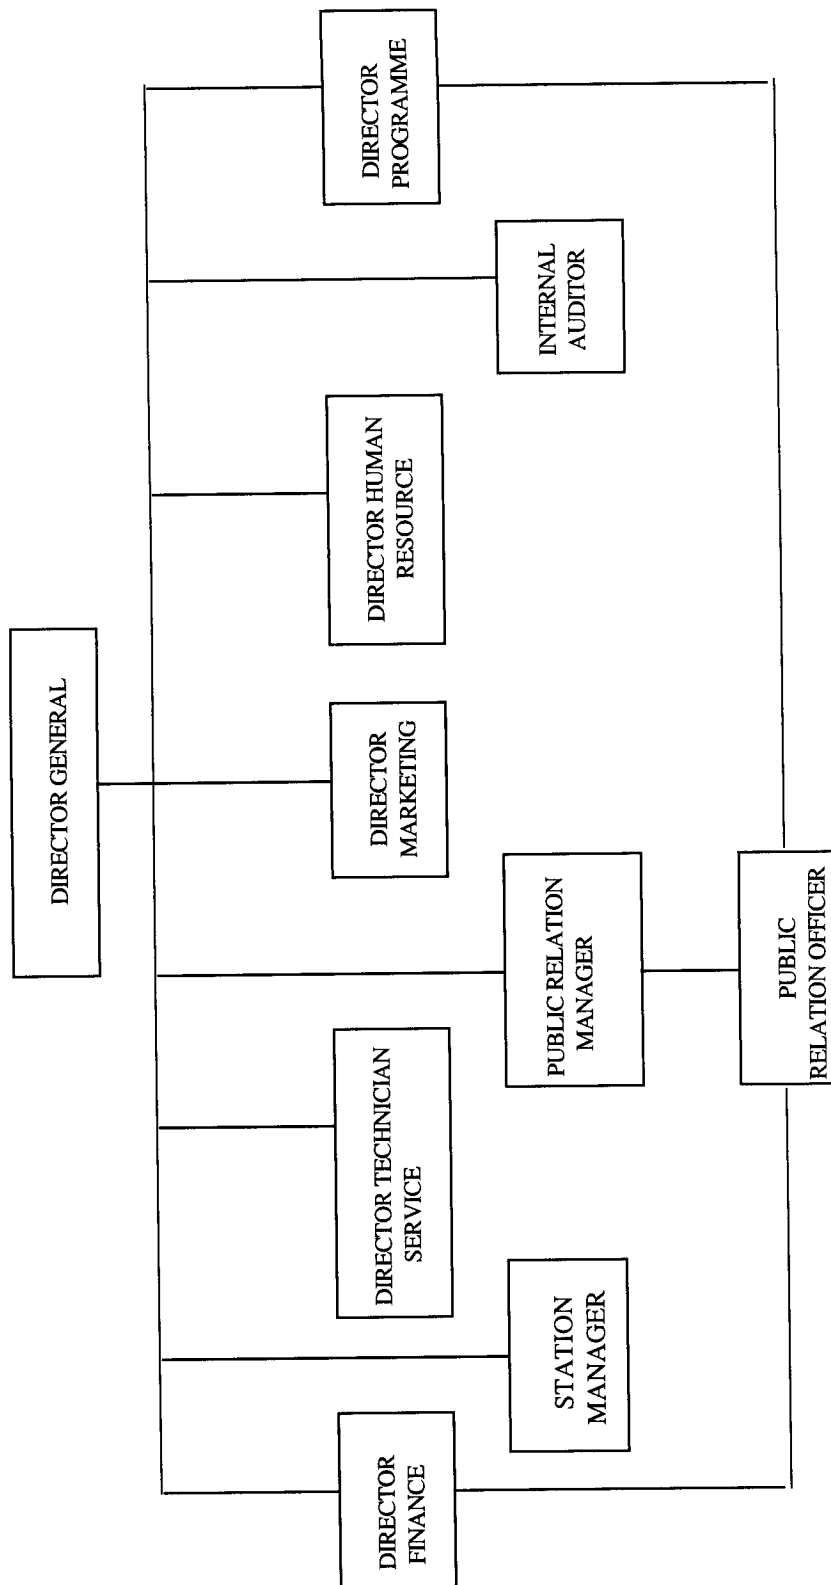 DIRECTOR GENERAL
DIRECTOR
FINANCE
DIRECTOR TECHNICIAN
SERVICE
DIRECTOR
MARKETING
DIRECTOR HUMAN
RESOURCE
DIRECTOR
PROGRAMME
STATION
MANAGER
PUBLIC RELATION
MANAGER
INTERNAL
AUDITOR
PUBLIC
RELATION OFFICER